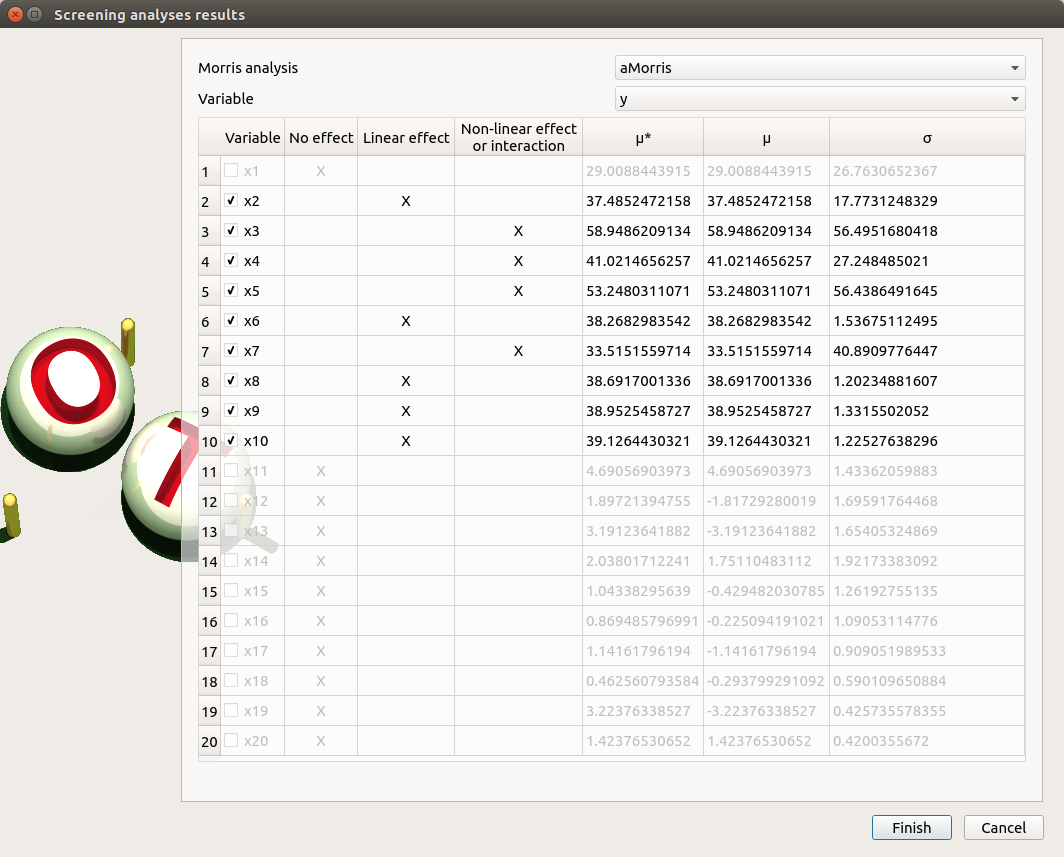 Screening analyses results
Morris analysis aMorris
Variable y
Variable No effect Linear effect Non-linear effect or interaction μ* μ σ
1 x1 X 29.0088443915 29.0088443915 26.7630652367
2 x2 X 37.4852472158 37.4852472158 17.7731248329
3 x3 X 58.9486209134 58.9486209134 56.4951680418
4 x4 X 41.0214656257 41.0214656257 27.248485021
5 x5 X 53.2480311071 53.2480311071 56.4386491645
6 x6 X 38.2682983542 38.2682983542 1.53675112495
7 x7 X 33.5151559714 33.5151559714 40.8909776447
8 x8 X 38.6917001336 38.6917001336 1.20234881607
9 x9 X 38.9525458727 38.9525458727 1.3315502052
10 x10 X 39.1264430321 39.1264430321 1.22527638296
11 x11 X 4.69056903973 4.69056903973 1.43362059883
12 x12 X 1.89721394755 -1.81729280019 1.69591764468
13 x13 X 3.19123641882 -3.19123641882 1.65405324869
14 x14 X 2.03801712241 1.75110483112 1.92173383092
15 x15 X 1.04338295639 -0.429482030785 1.26192755135
16 x16 X 0.869485796991 -0.225094191021 1.09053114776
17 x17 X 1.14161796194 -1.14161796194 0.909051989533
18 x18 X 0.462560793584 -0.293799291092 0.590109650884
19 x19 X 3.22376338527 -3.22376338527 0.425735578355
20 x20 X 1.42376530652 1.42376530652 0.4200355672
Finish Cancel